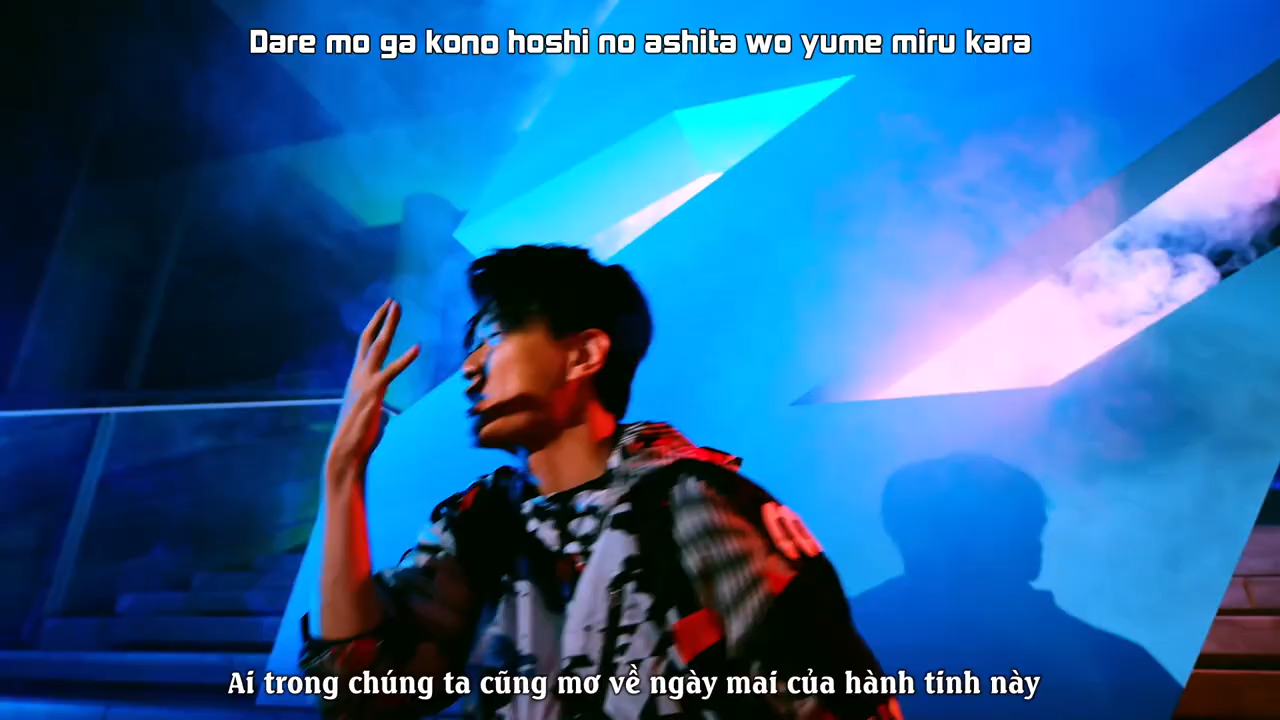 Dare mo ga kono hoshi no ashita wo yume miru kara
Ai trong chúng ta cũng mơ về ngày mai của hành tinh này